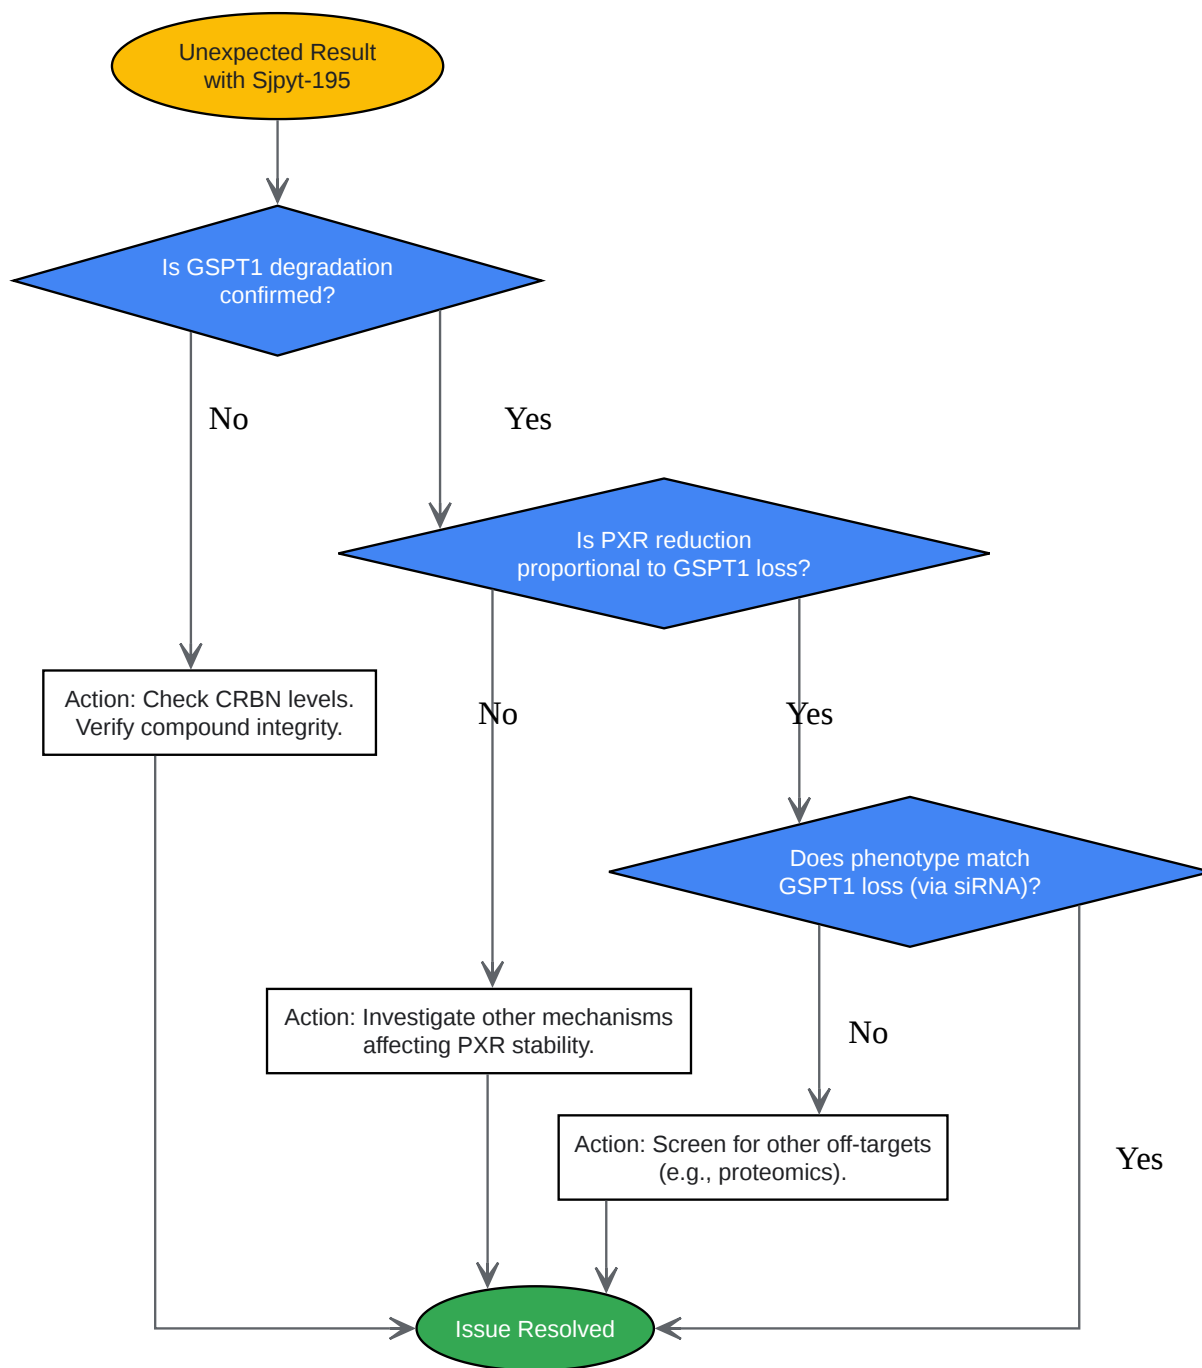 Unexpected Result
with Sjpyt-195
Is GSPT1 degradation
confirmed?
No
Yes
Is PXR reduction
proportional to GSPT1 loss?
Action: Check CRBN levels.
Verify compound integrity.
No
Yes
Does phenotype match
GSPT1 loss (via siRNA)?
Action: Investigate other mechanisms
affecting PXR stability.
No
Action: Screen for other off-targets
(e.g., proteomics).
Yes
Issue Resolved